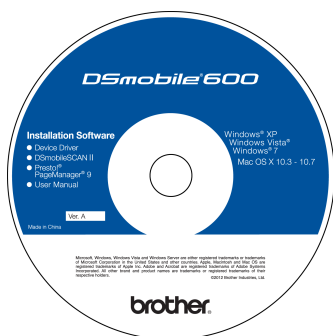 DSmobile® 600
Installation Software
● Device Driver
● DSmobileSCAN II
● Presto!®
PageManager® 9
● User Manual
Windows® XP
Windows Vista®
Windows® 7
Mac OS X 10.3 - 10.7
Ver. A
Made in China
Microsoft, Windows, Windows Vista and Windows Server are either registered trademarks or trademarks
of Microsoft Corporation in the United States and other countries. Apple, Macintosh and Mac OS are
registered trademarks of Apple Inc. Adobe and Acrobat are registered trademarks of Adobe Systems
Incorporated. All other brand and product names are trademarks or registered trademarks of their
respective holders.
©2012 Brother Industries, Ltd.
brother.